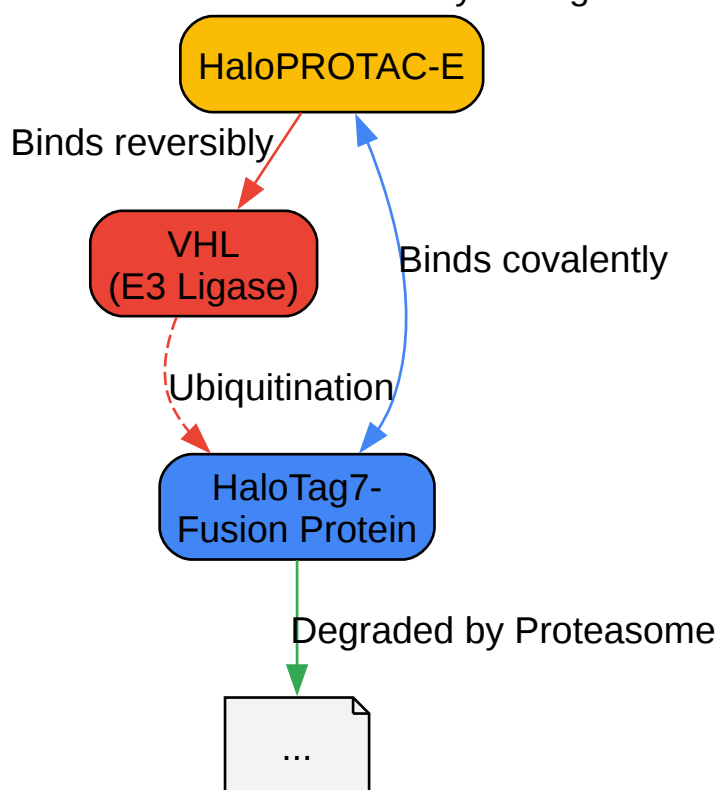 HaloPROTAC-E
Binds reversibly
VHL
(E3 Ligase)
Binds covalently
Ubiquitination
HaloTag7-
Fusion Protein
Degraded by Proteasome
...